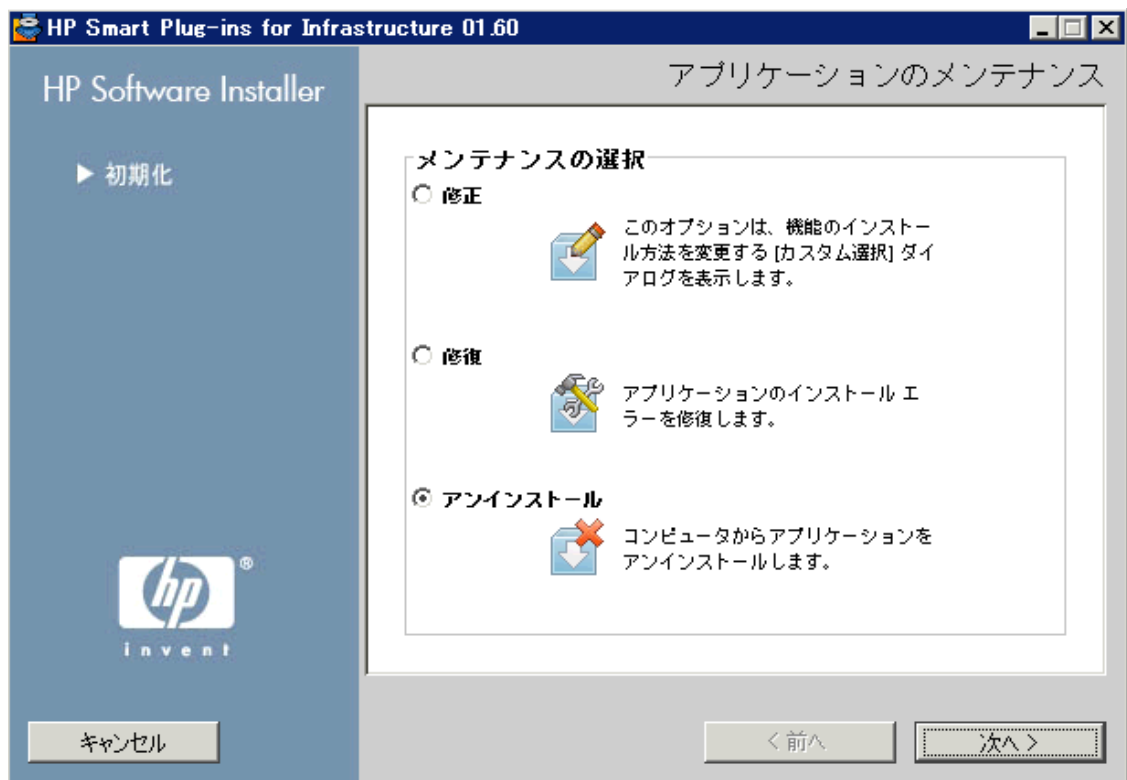 HP Smart Plug-ins for Infrastructure 01.60
HP Software Installer
アプリケーションのメンテナンス
初期化
メンテナンスの選択
修正
このオプションは、機能のインストー
ル方法を変更する [カスタム選択] ダイ
アログを表示します。
修復
アプリケーションのインストール エ
ラーを修復します。
アンインストール
コンピュータからアプリケーションを
アンインストールします。
hp
®
invent
キャンセル
< 前へ
次へ >